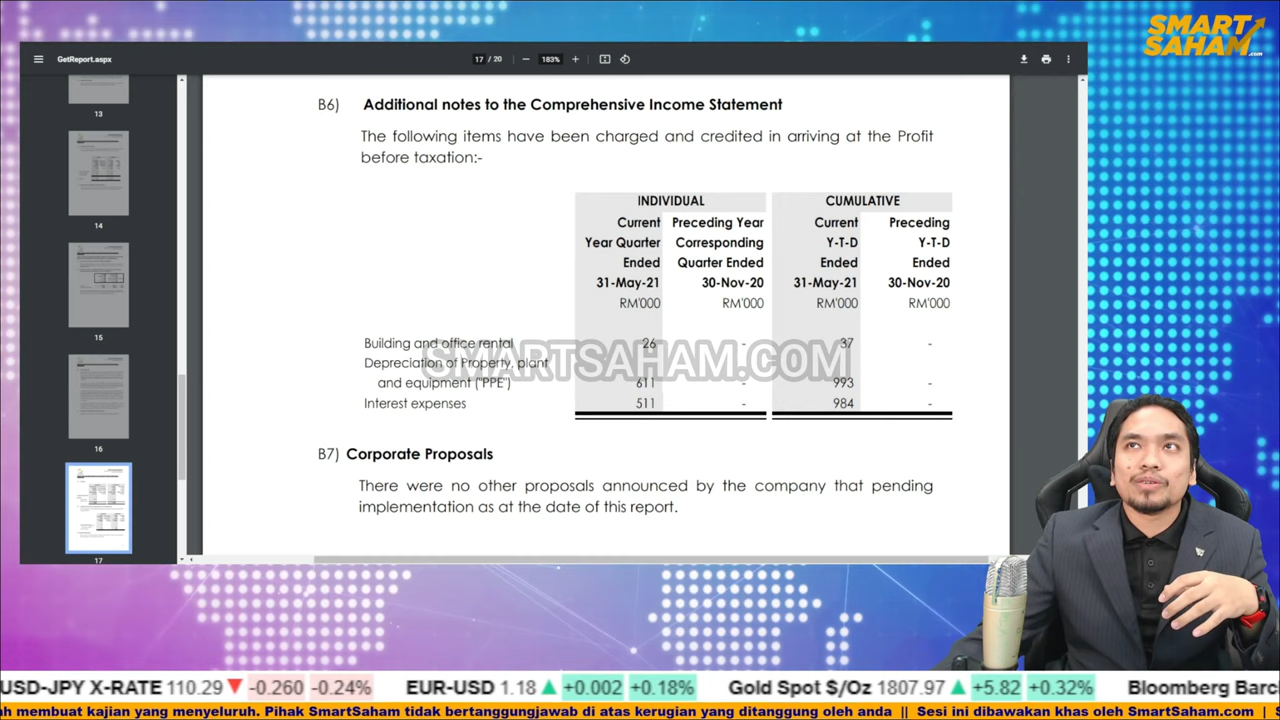 SMART
SAHAM
.com
GetReport.aspx
17 / 20
183%
13
14
15
16
17
B6) Additional notes to the Comprehensive Income Statement
The following items have been charged and credited in arriving at the Profit
before taxation:-
INDIVIDUAL CUMULATIVE
Current Preceding Year Current Preceding
Year Quarter Corresponding Y-T-D Y-T-D
Ended Quarter Ended Ended Ended
31-May-21 30-Nov-20 31-May-21 30-Nov-20
RM'000 RM'000 RM'000 RM'000
Building and office rental 26 - 37 -
Depreciation of Property, plant
and equipment ("PPE") 611 - 993 -
Interest expenses 511 - 984 -
SMARTSAHAM.COM
B7) Corporate Proposals
There were no other proposals announced by the company that pending
implementation as at the date of this report.
USD-JPY X-RATE 110.29 ▼ -0.260 -0.24% EUR-USD 1.18 ▲ +0.002 +0.18% Gold Spot $/Oz 1807.97 ▲ +5.82 +0.32% Bloomberg Barc
ah membuat kajian yang menyeluruh. Pihak SmartSaham tidak bertanggungjawab di atas kerugian yang ditanggung oleh anda || Sesi ini dibawakan khas oleh SmartSaham.com | S